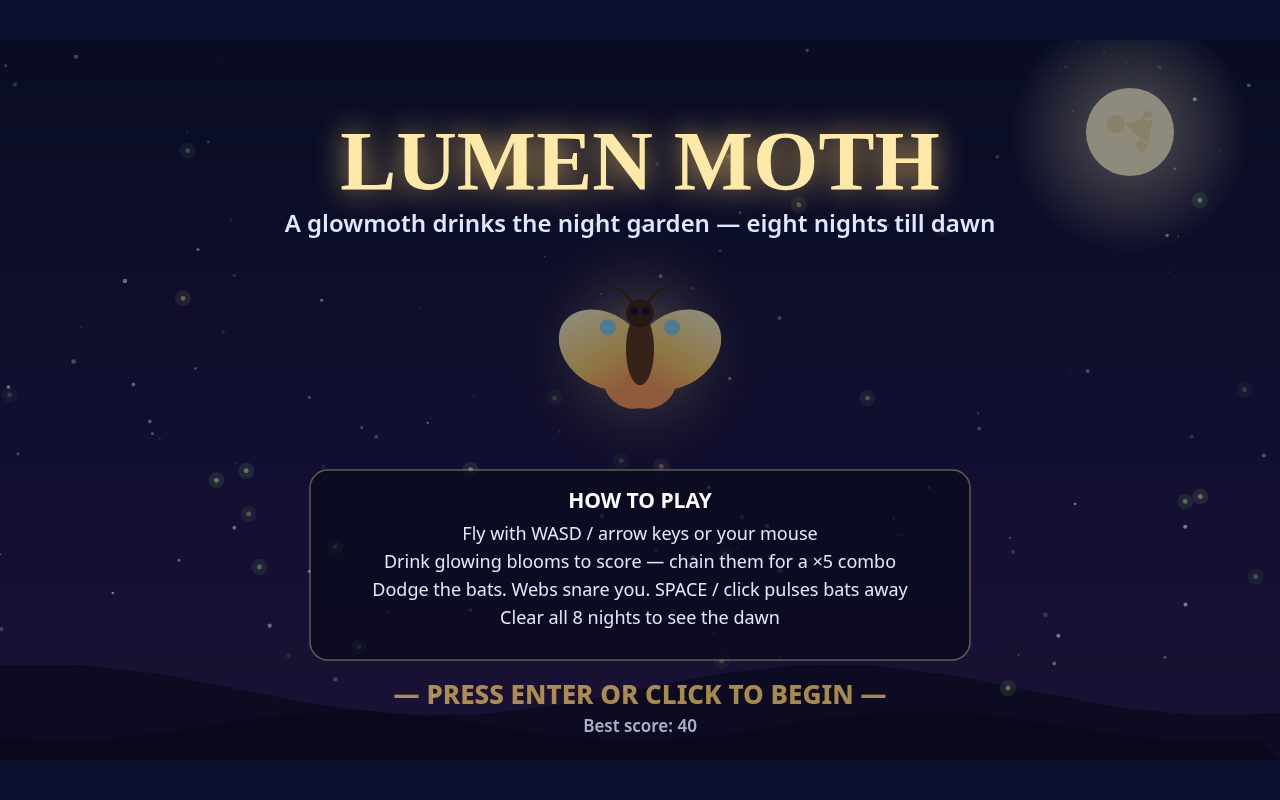 LUMEN MOTH
A glowmoth drinks the night garden — eight nights till dawn
HOW TO PLAY
Fly with WASD / arrow keys or your mouse
Drink glowing blooms to score — chain them for a ×5 combo
Dodge the bats. Webs snare you. SPACE / click pulses bats away
Clear all 8 nights to see the dawn
— PRESS ENTER OR CLICK TO BEGIN —
Best score: 40